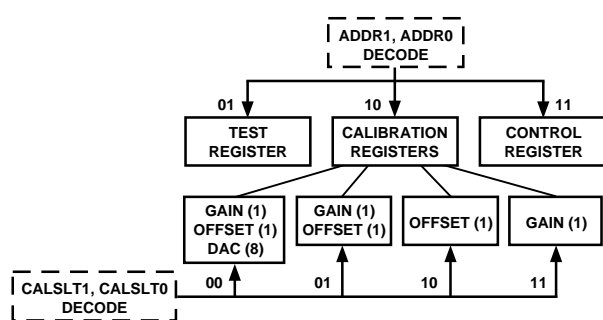 ADDR1, ADDR0
DECODE
01
10
11
TEST
REGISTER
CALIBRATION
REGISTERS
CONTROL
REGISTER
GAIN (1)
OFFSET (1)
DAC (8)
GAIN (1)
OFFSET (1)
OFFSET (1)
GAIN (1)
CALSLT1, CALSLT0
DECODE
00
01
10
11